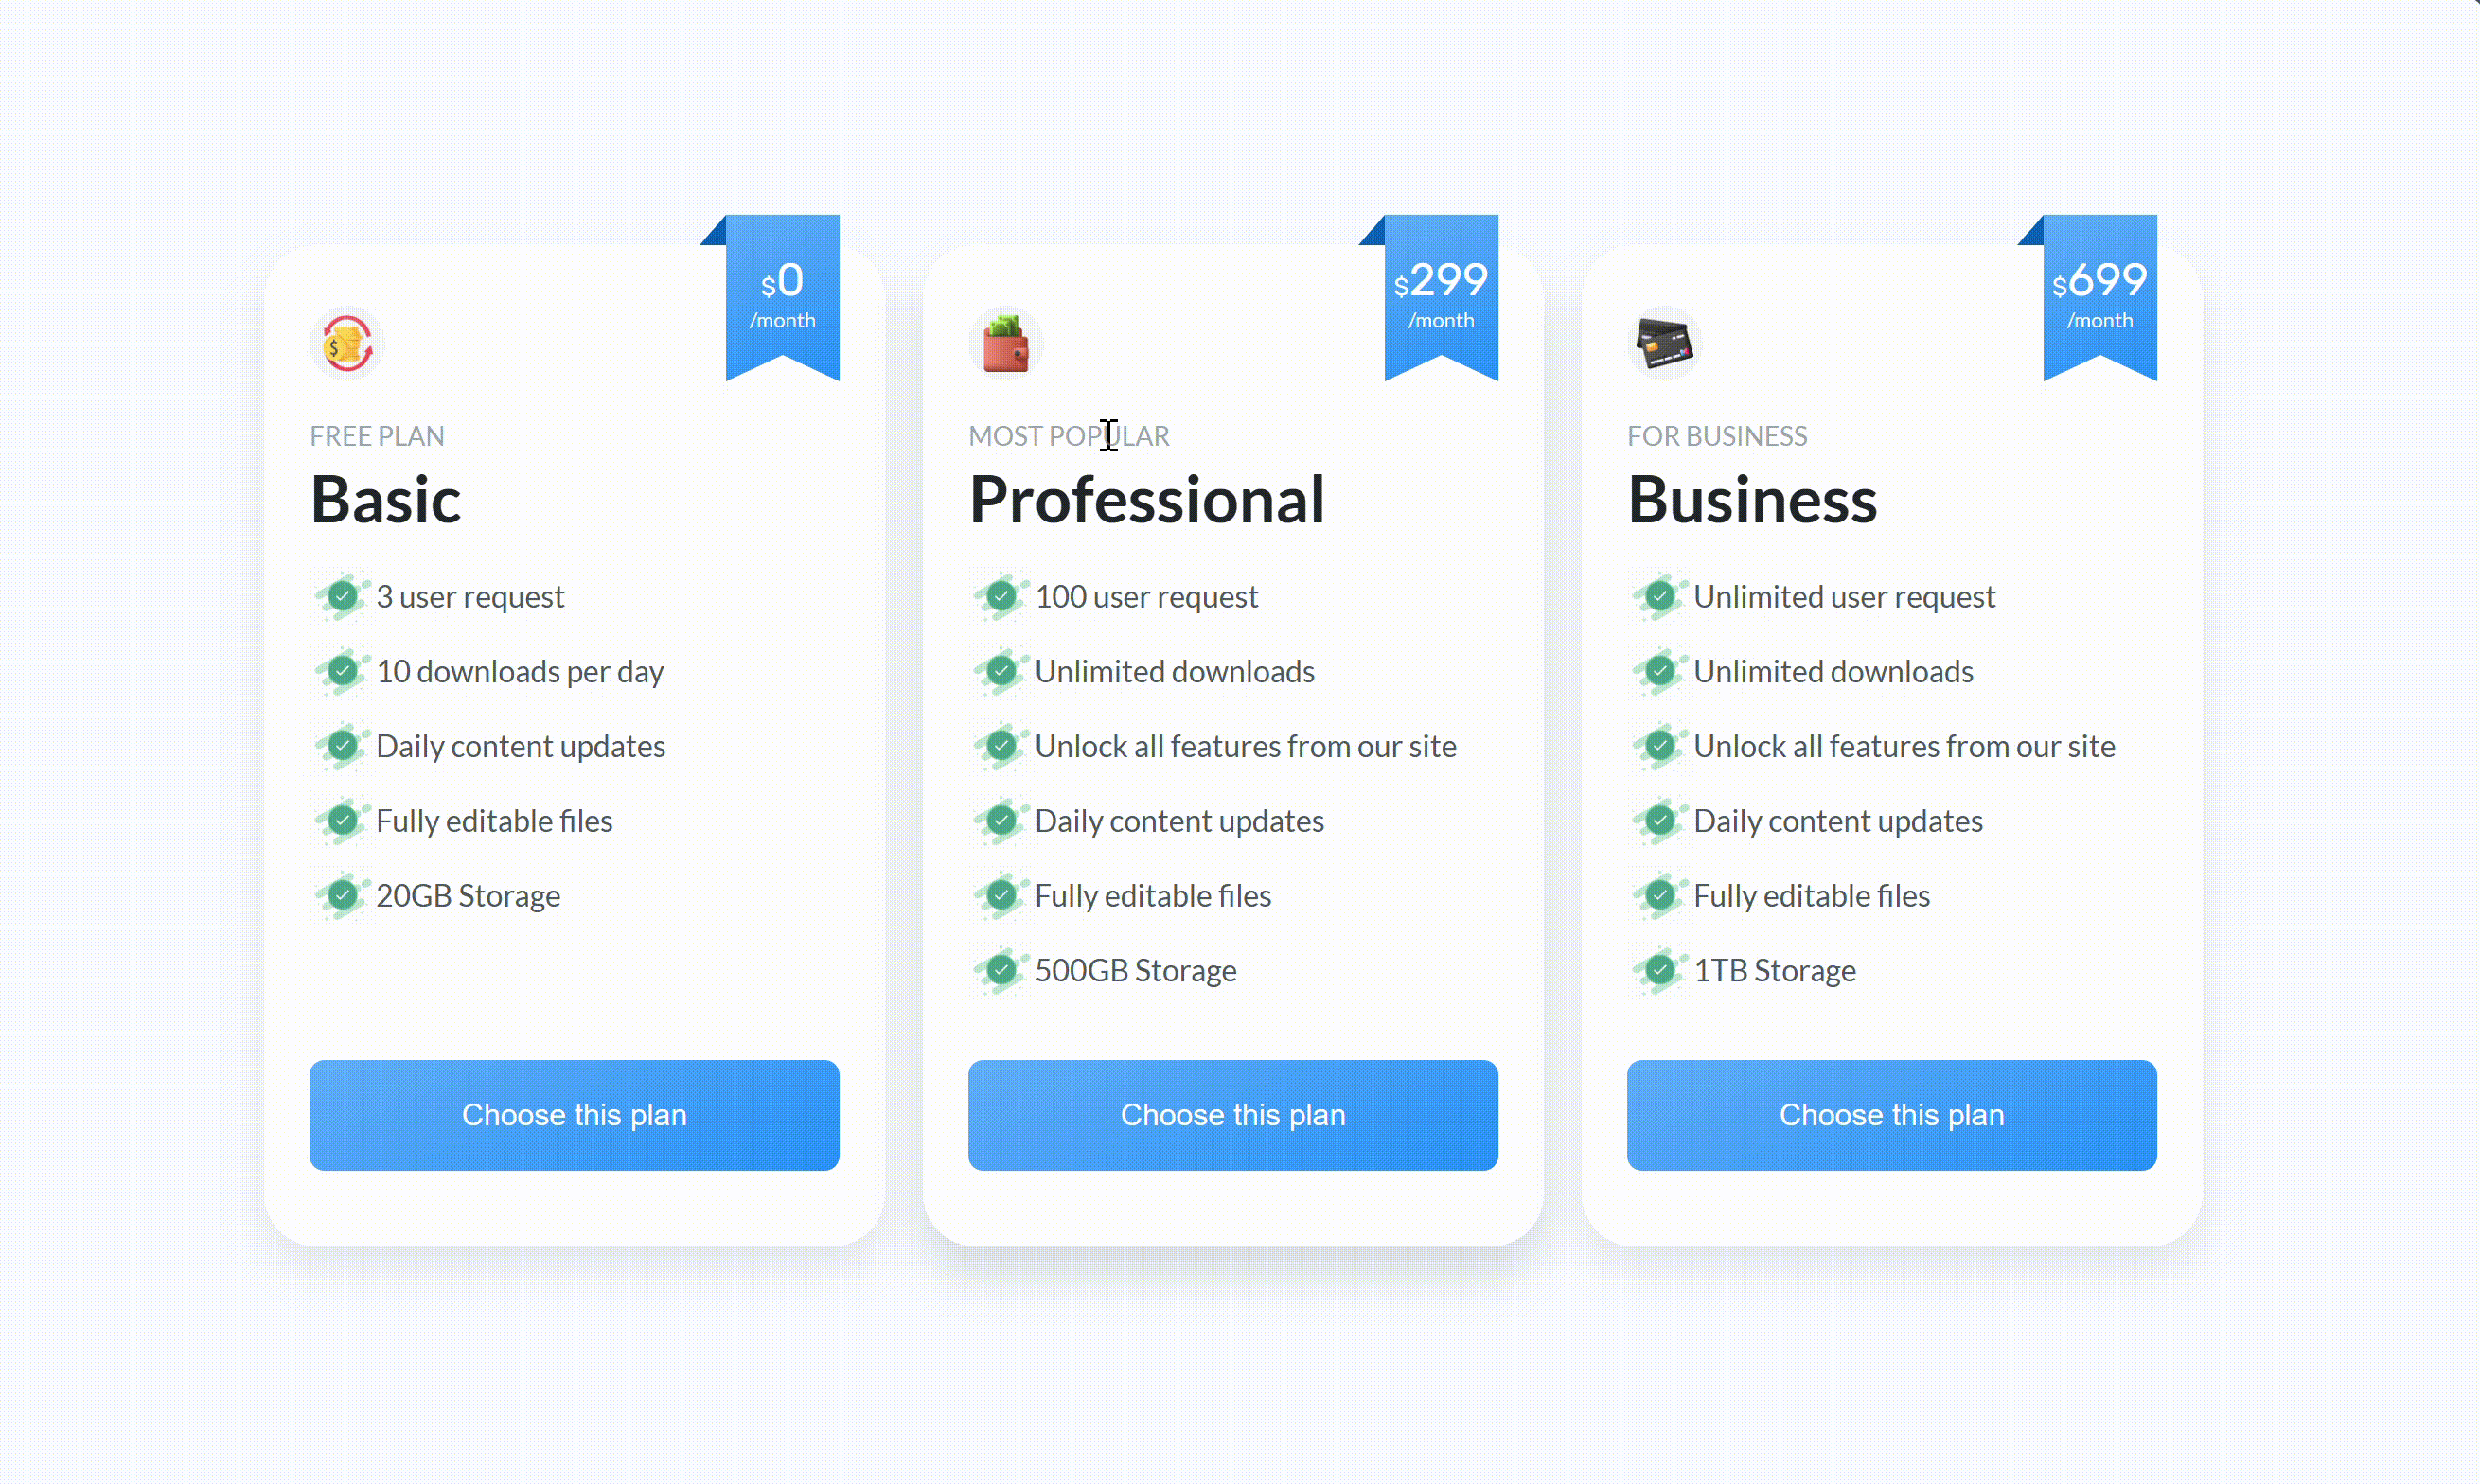 $0
/month
FREE PLAN
Basic
3 user request
10 downloads per day
Daily content updates
Fully editable files
20GB Storage
Choose this plan
$299
/month
MOST POPULAR
Professional
100 user request
Unlimited downloads
Unlock all features from our site
Daily content updates
Fully editable files
500GB Storage
Choose this plan
$699
/month
FOR BUSINESS
Business
Unlimited user request
Unlimited downloads
Unlock all features from our site
Daily content updates
Fully editable files
1TB Storage
Choose this plan